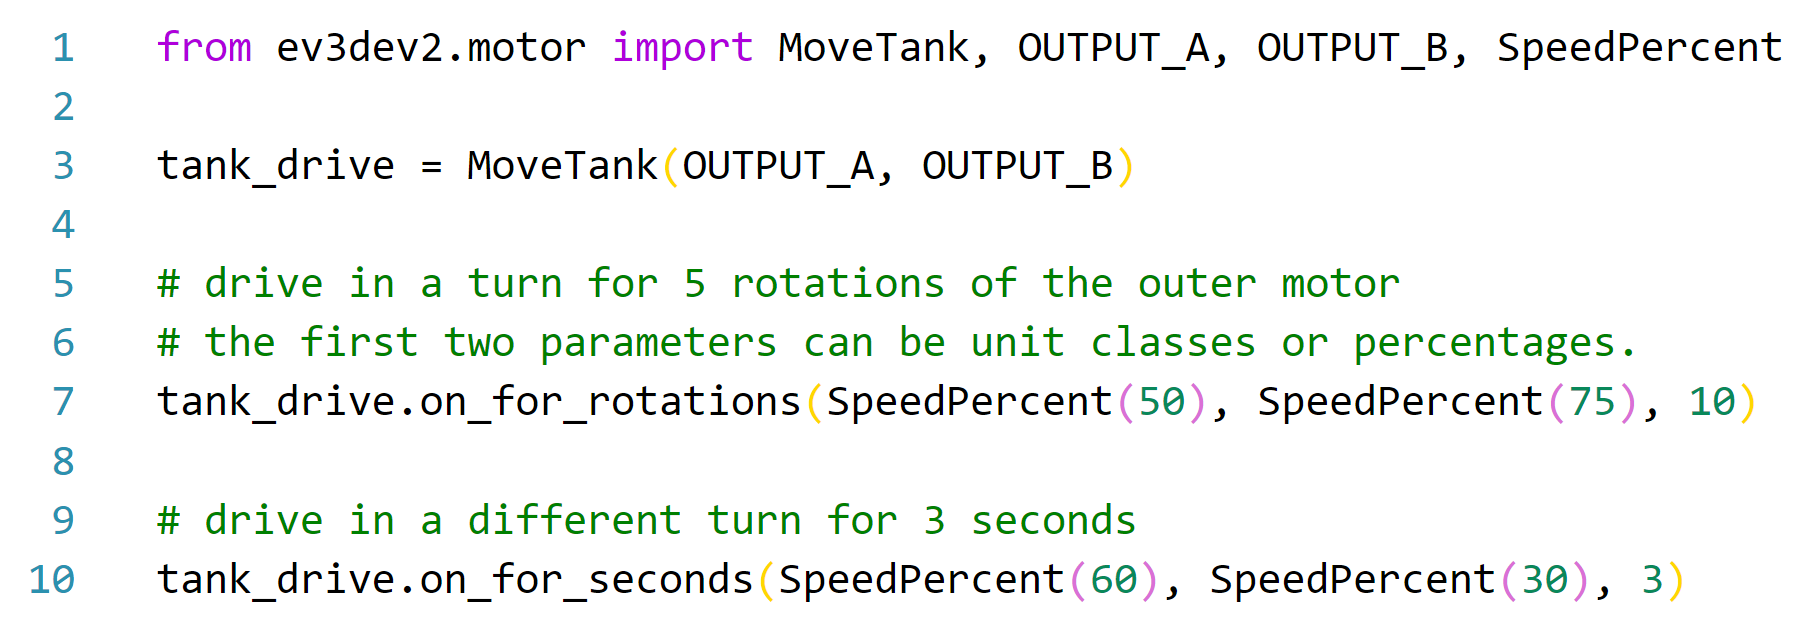 1 from ev3dev2.motor import MoveTank, OUTPUT_A, OUTPUT_B, SpeedPercent
2
3 tank_drive = MoveTank(OUTPUT_A, OUTPUT_B)
4
5 # drive in a turn for 5 rotations of the outer motor
6 # the first two parameters can be unit classes or percentages.
7 tank_drive.on_for_rotations(SpeedPercent(50), SpeedPercent(75), 10)
8
9 # drive in a different turn for 3 seconds
10 tank_drive.on_for_seconds(SpeedPercent(60), SpeedPercent(30), 3)